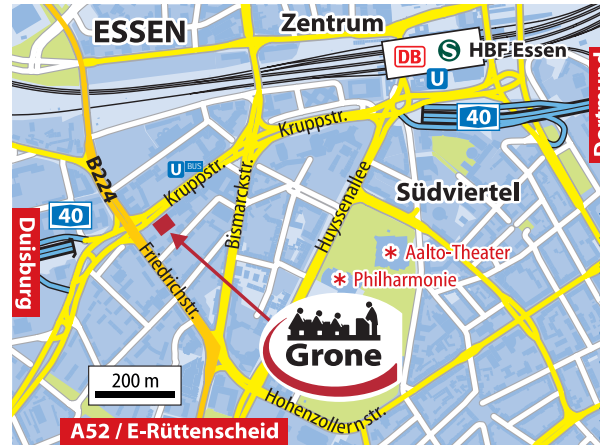 ESSEN
Zentrum
DB
S
HBF Essen
U
Dortmund
40
Kruppstr.
B224
U BUS
Kruppstr.
Bismarckstr.
Huyssenallee
Südviertel
40
Duisburg
Friedrichstr.
* Aalto-Theater
* Philharmonie
Grone
200 m
Hohenzollernstr.
A52 / E-Rüttenscheid